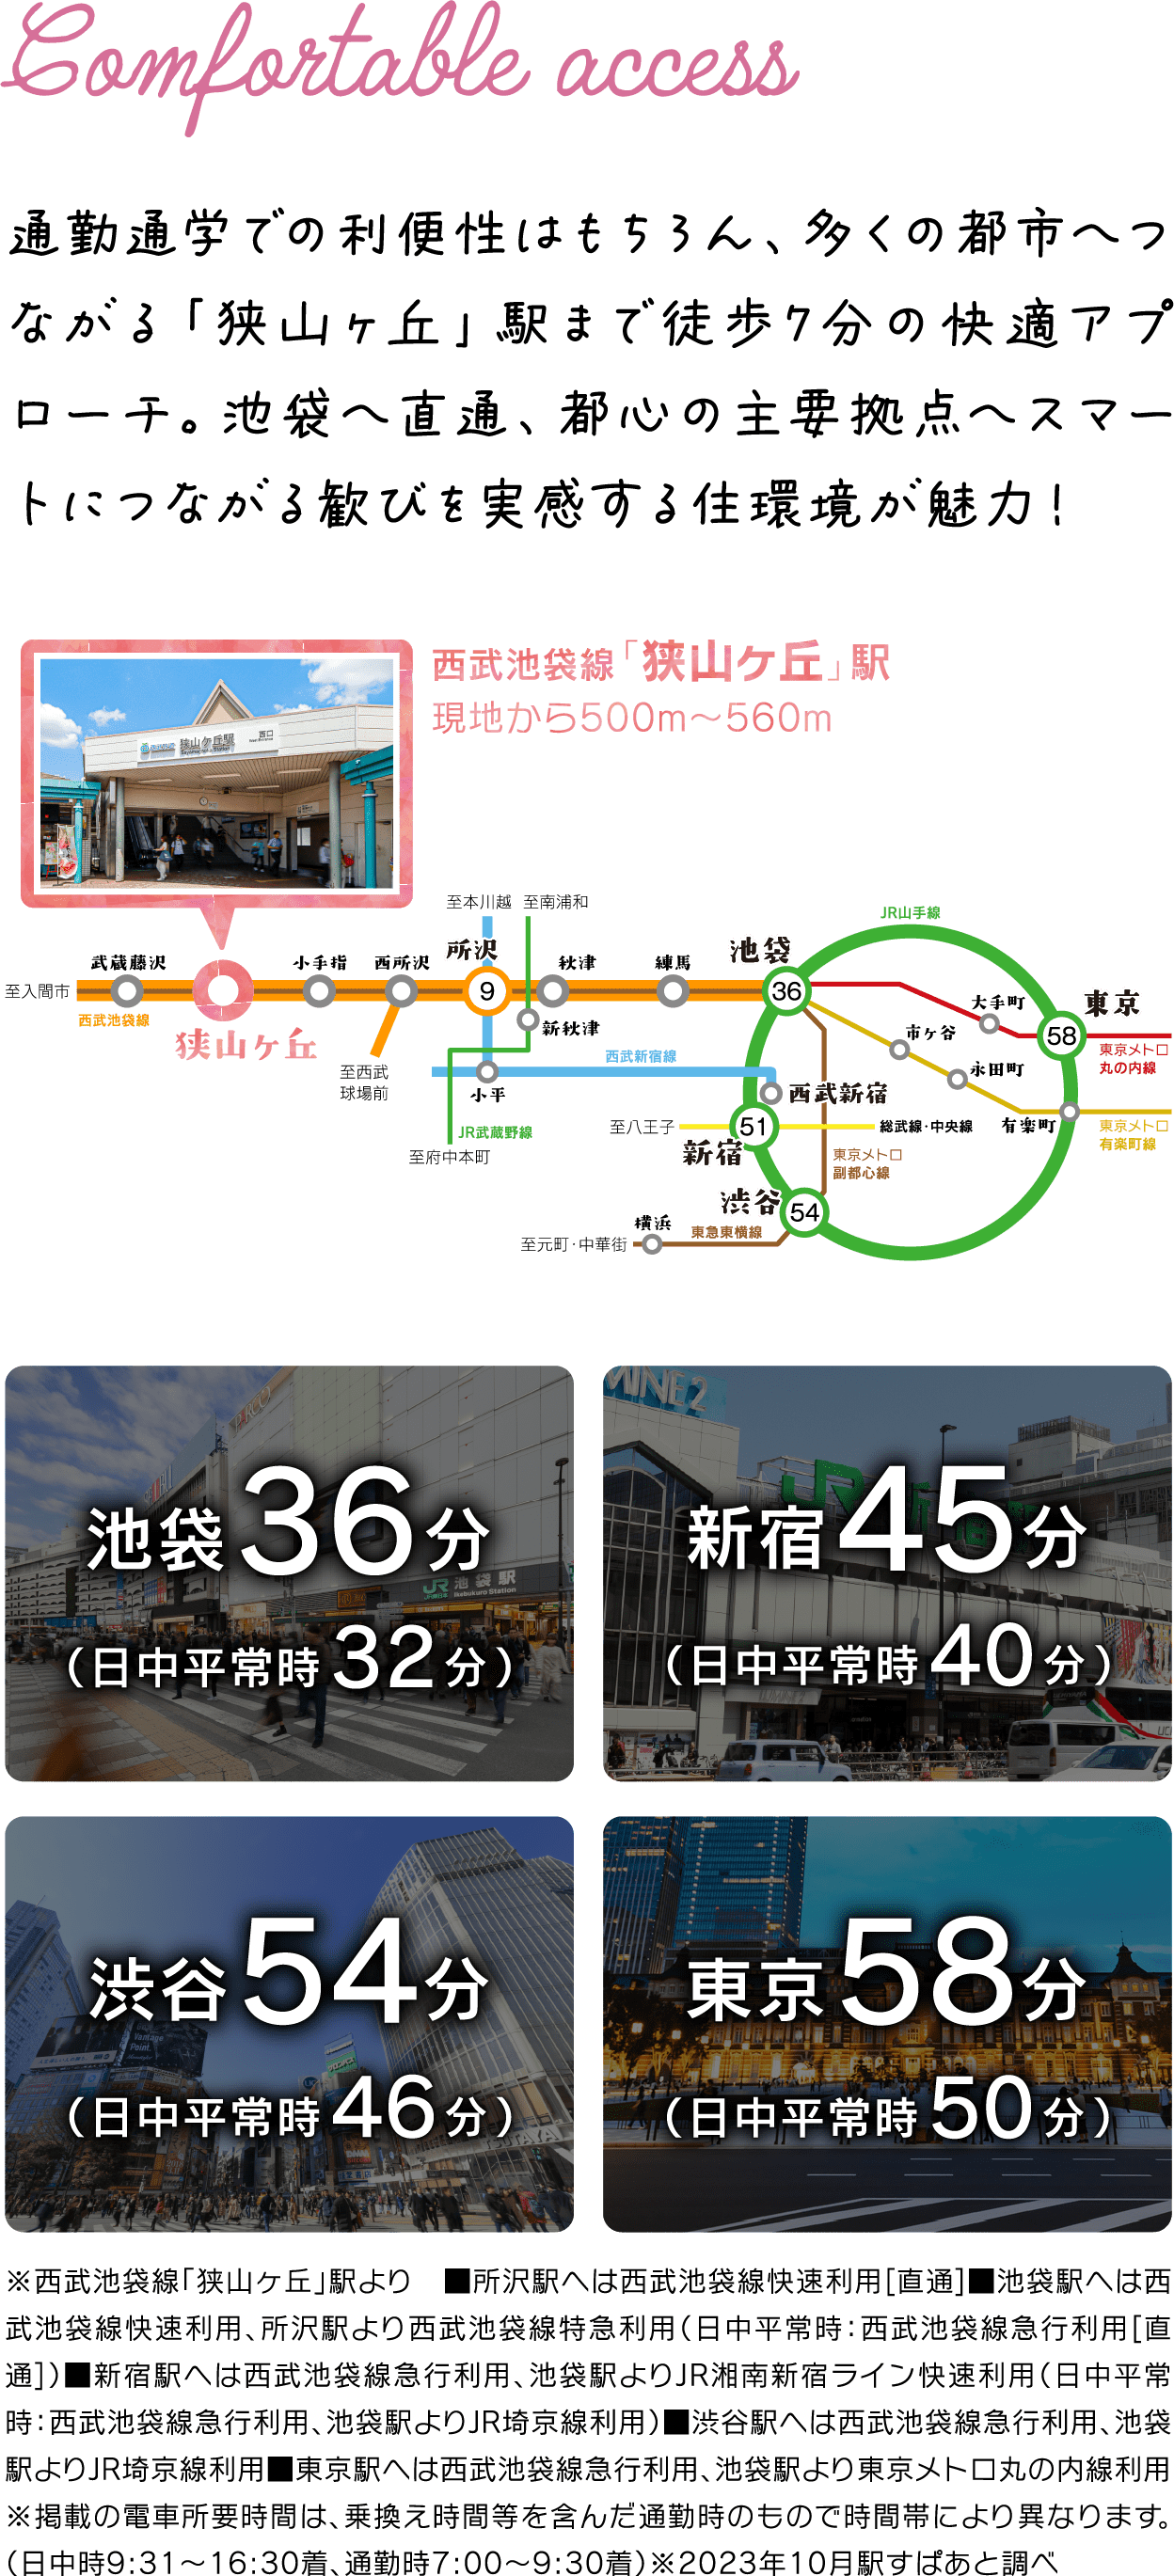 Comfortable access
通勤通学での利便性はもちろん、多くの都市へつ
ながる「狭山ヶ丘」駅まで徒歩7分の快適アプ
ローチ。池袋へ直通、都心の主要拠点へスマー
トにつながる歓びを実感する住環境が魅力!
西武池袋線「狭山ヶ丘」駅
現地から500m〜560m
狭山ヶ丘駅
西口
至本川越 至南浦和
JR山手線
武蔵藤沢
小手指
西所沢
所沢
秋津
練馬
池袋
大手町
東京
至入間市
9
36
58
西武池袋線
狭山ヶ丘
新秋津
市ヶ谷
東京メトロ
丸の内線
至西武
球場前
西武新宿線
永田町
小平
西武新宿
JR武蔵野線
至八王子
51
総武線・中央線
有楽町
東京メトロ
有楽町線
至府中本町
新宿
東京メトロ
副都心線
渋谷
54
横浜
東急東横線
至元町・中華街
PARCO
MINE 2
池袋36分
(日中平常時32分)
JR 池袋駅
Ikebukuro Station
JR新宿
新宿45分
(日中平常時40分)
渋谷54分
(日中平常時46分)
東京58分
(日中平常時50分)
※西武池袋線「狭山ヶ丘」駅より ■所沢駅へは西武池袋線快速利用[直通]■池袋駅へは西
武池袋線快速利用、所沢駅より西武池袋線特急利用(日中平常時:西武池袋線急行利用[直
通])■新宿駅へは西武池袋線急行利用、池袋駅よりJR湘南新宿ライン快速利用(日中平常
時:西武池袋線急行利用、池袋駅よりJR埼京線利用)■渋谷駅へは西武池袋線急行利用、池袋
駅よりJR埼京線利用■東京駅へは西武池袋線急行利用、池袋駅より東京メトロ丸の内線利用
※掲載の電車所要時間は、乗換え時間等を含んだ通勤時のもので時間帯により異なります。
(日中時9:31〜16:30着、通勤時7:00〜9:30着)※2023年10月駅すぱあと調べ